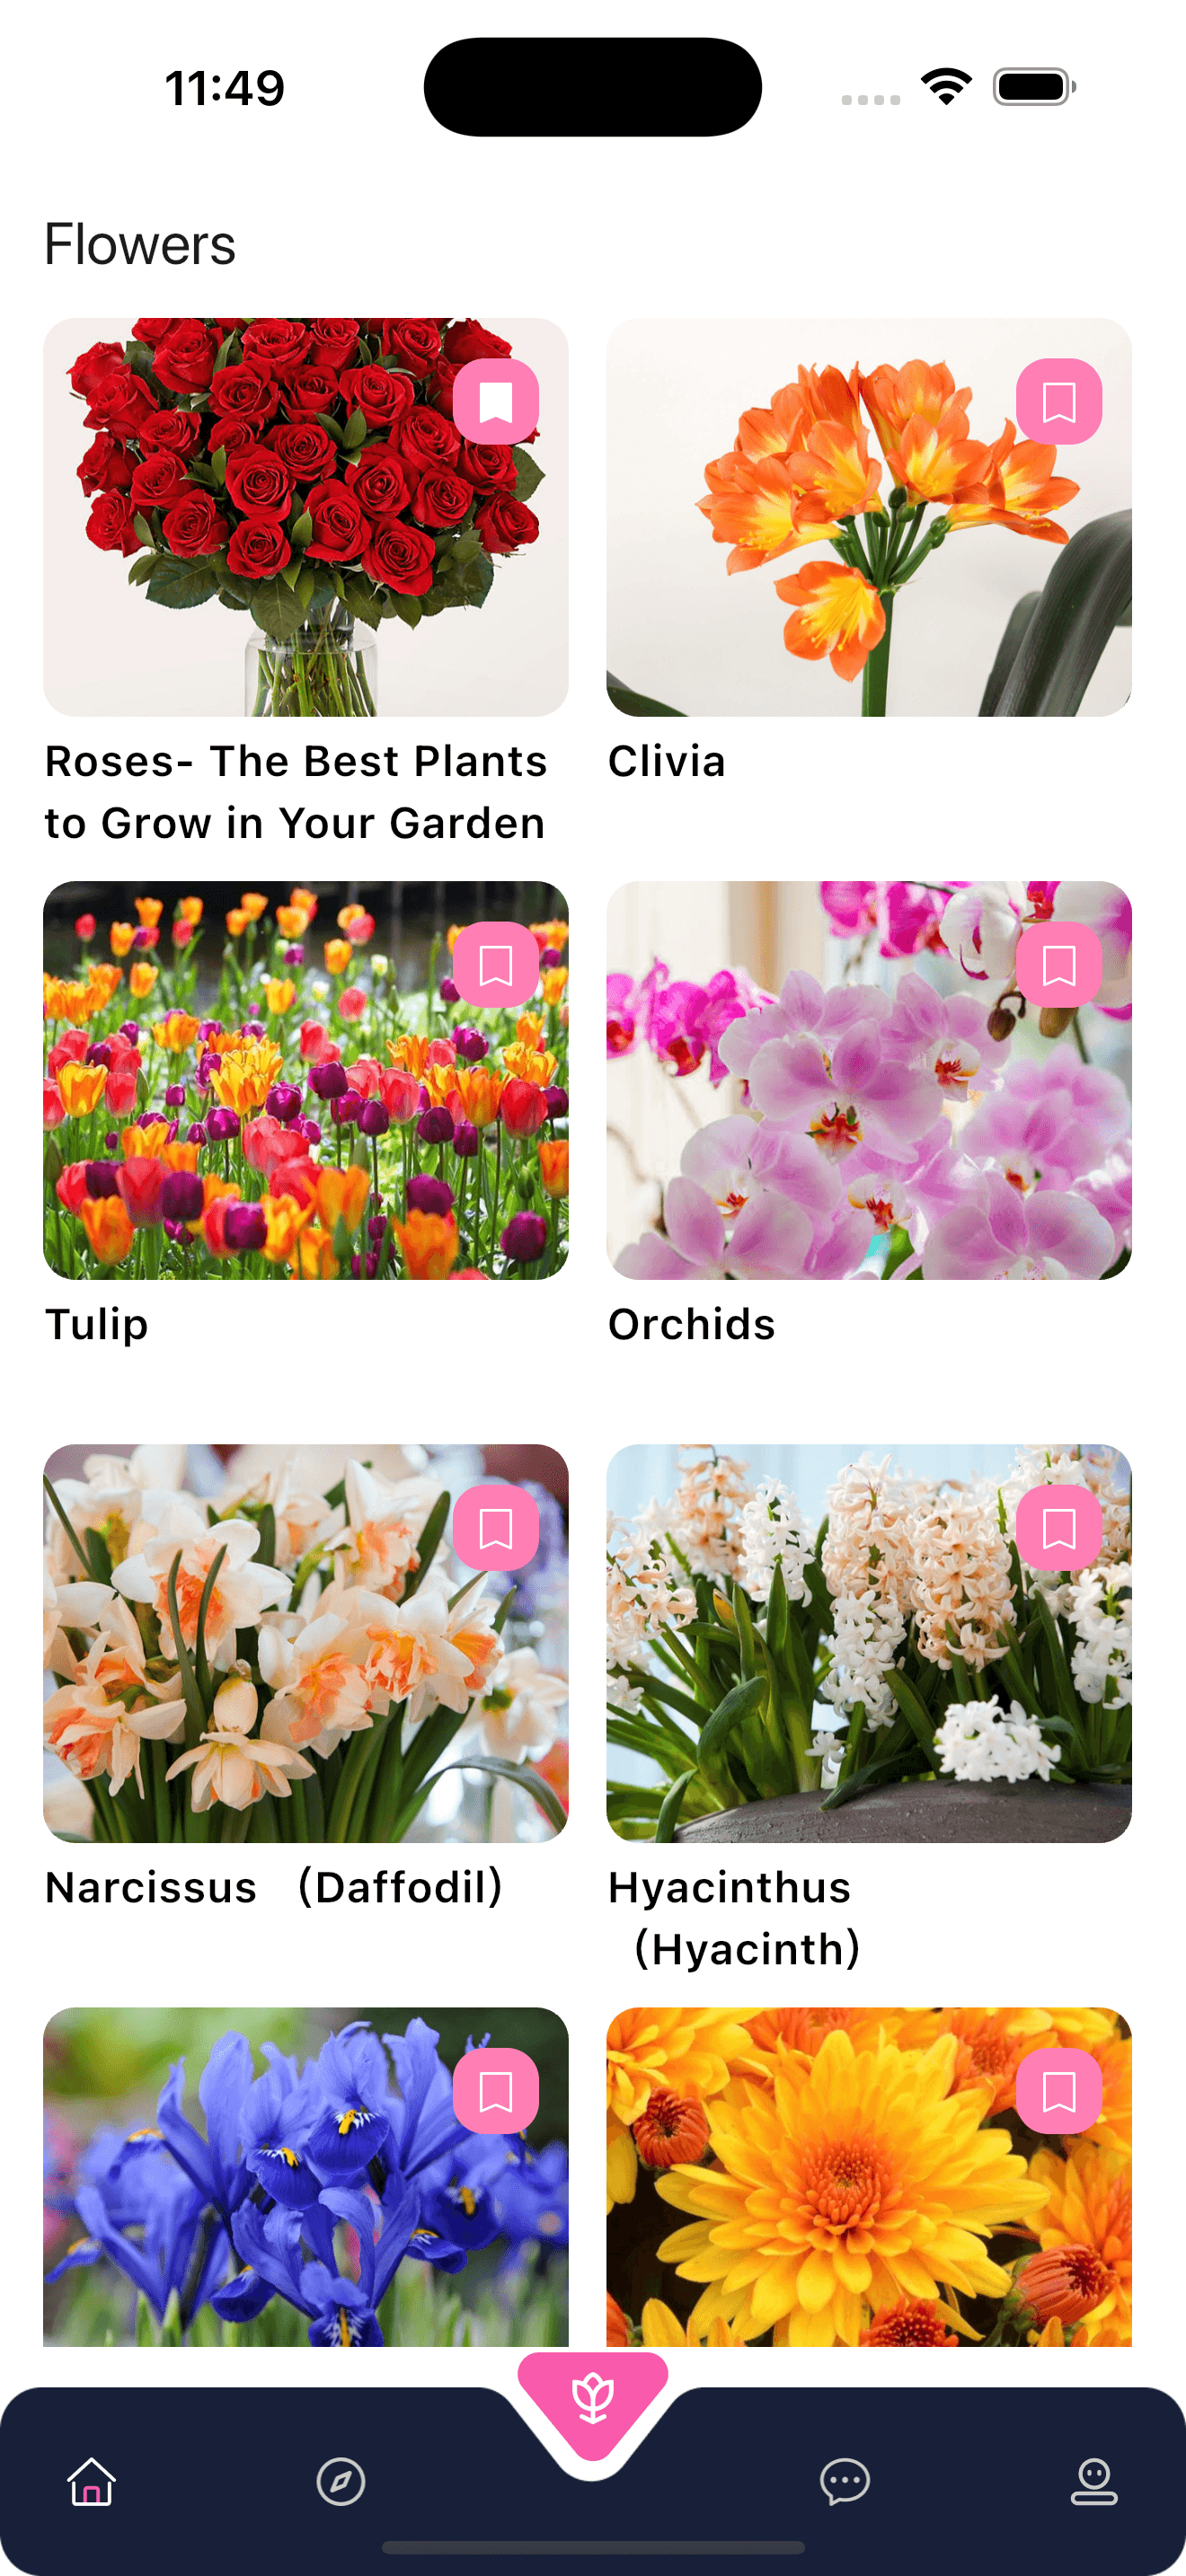 11:49
Flowers
Roses- The Best Plants
to Grow in Your Garden
Clivia
Tulip
Orchids
Narcissus （Daffodil）
Hyacinthus
（Hyacinth）